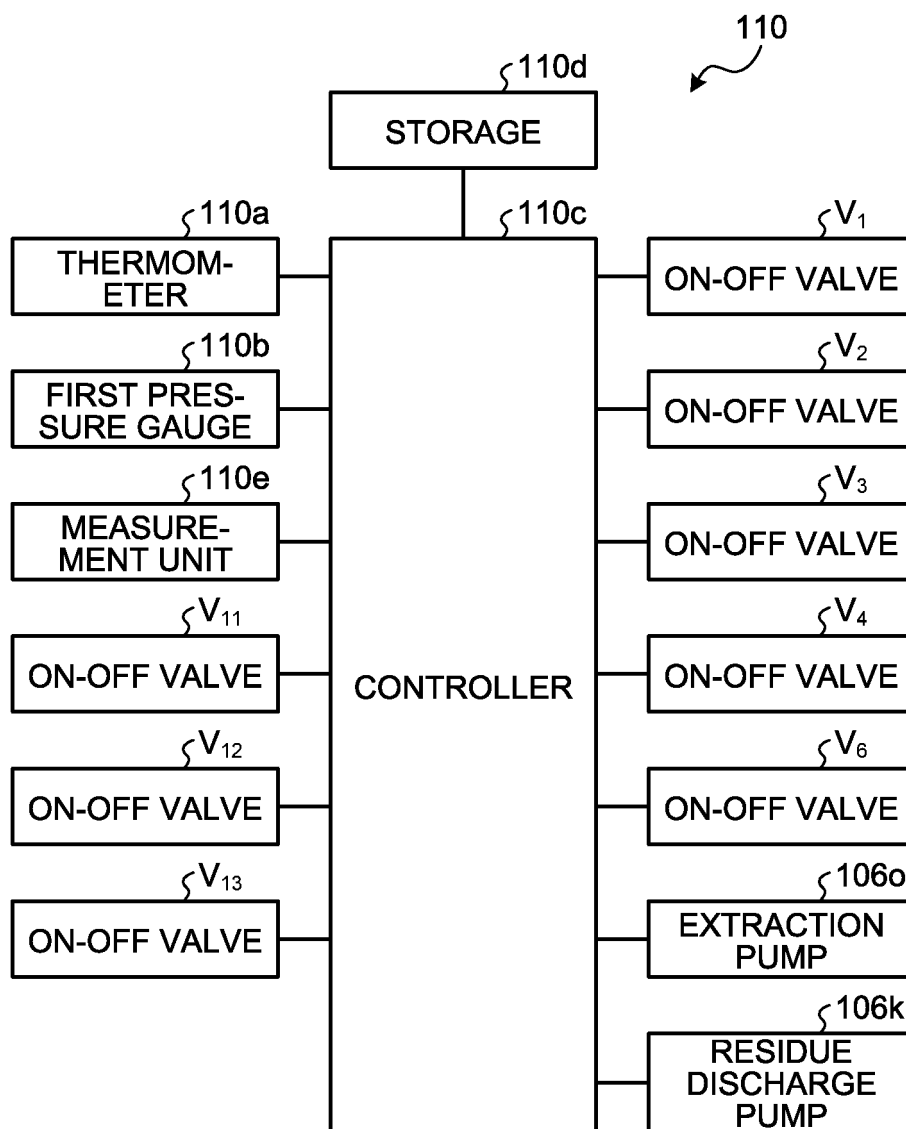 110
110d
STORAGE
110a
THERMOM-
ETER
110b
FIRST PRES-
SURE GAUGE
110e
MEASURE-
MENT UNIT
V11
ON-OFF VALVE
V12
ON-OFF VALVE
V13
ON-OFF VALVE
110c
CONTROLLER
V1
ON-OFF VALVE
V2
ON-OFF VALVE
V3
ON-OFF VALVE
V4
ON-OFF VALVE
V6
ON-OFF VALVE
106o
EXTRACTION
PUMP
106k
RESIDUE
DISCHARGE
PUMP